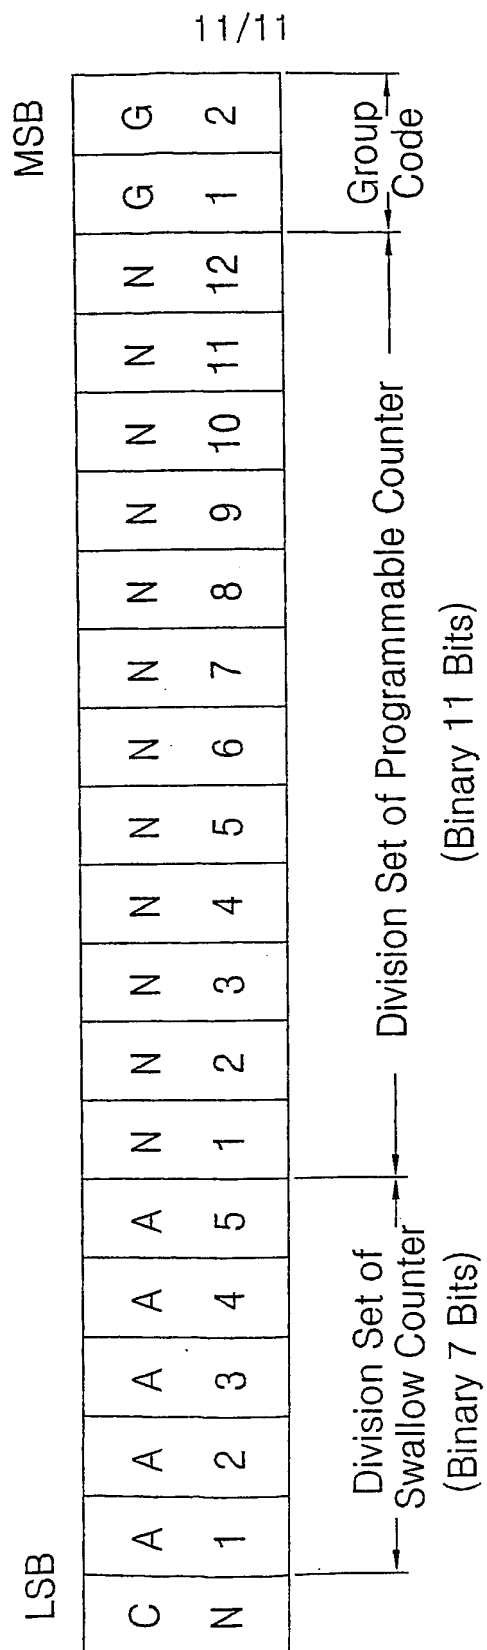 11/11
LSB MSB
C A A A A A N N N N N N N N N N N N G G
N 1 2 3 4 5 1 2 3 4 5 6 7 8 9 10 11 12 1 2
Division Set of
Swallow Counter
(Binary 7 Bits)
Division Set of Programmable Counter
(Binary 11 Bits)
Group
Code